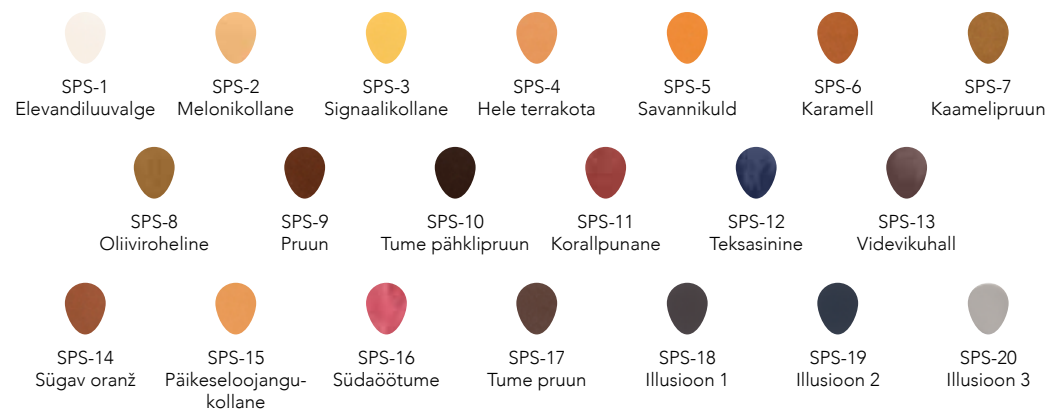 SPS-1 SPS-2 SPS-3 SPS-4 SPS-5 SPS-6 SPS-7
Elevandiluuvalge Melonikollane Signaalikollane Hele terrakota Savannikuld Karamell Kaamelipruun
SPS-8 SPS-9 SPS-10 SPS-11 SPS-12 SPS-13
Oliiviroheline Pruun Tume pähklipruun Korallpunane Teksasinine Videvikuhall
SPS-14 SPS-15 SPS-16 SPS-17 SPS-18 SPS-19 SPS-20
Sügav oranž Päikeseloojangu- Südaöötume Tume pruun Illusioon 1 Illusioon 2 Illusioon 3
kollane